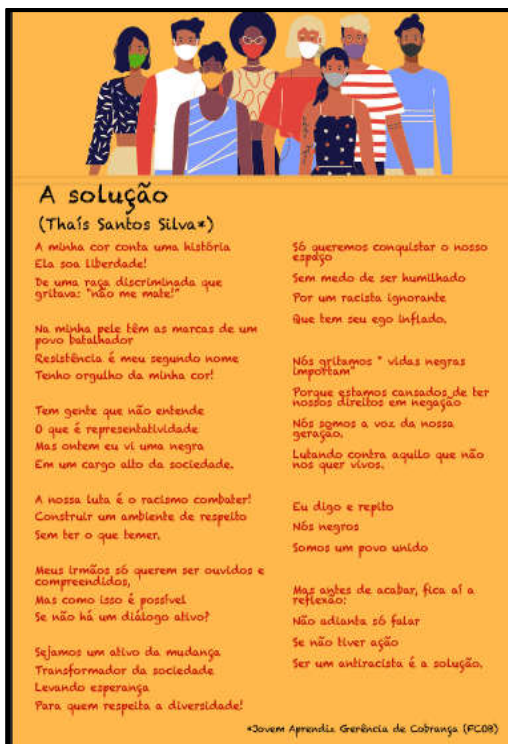 A solução
(Thaís Santos Silva*)
A minha cor conta uma história
Ela soa liberdade!
De uma raça discriminada que
gritava: "não me mate!"
Na minha pele têm as marcas de um
povo batalhador
Resistência é meu segundo nome
Tenho orgulho da minha cor!
Tem gente que não entende
O que é representatividade
Mas ontem eu vi uma negra
Em um cargo alto da sociedade.
A nossa luta é o racismo combater!
Construir um ambiente de respeito
Sem ter o que temer.
Meus irmãos só querem ser ouvidos e
compreendidos,
Mas como isso é possível
Se não há um diálogo ativo?
Sejamos um ativo da mudança
Transformador da sociedade
Levando esperança
Para quem respeita a diversidade!
Só queremos conquistar o nosso
espaço
Sem medo de ser humilhado
Por um racista ignorante
Que tem seu ego inflado.
Nós gritamos " vidas negras
importam"
Porque estamos cansados de ter
nossos direitos em negação
Nós somos a voz da nossa
geração,
Lutando contra aquilo que não
nos quer vivos.
Eu digo e repito
Nós negros
Somos um povo unido
Mas antes de acabar, fica aí a
reflexão:
Não adianta só falar
Se não tiver ação
Ser um antiracista é a solução.
*Jovem Aprendiz Gerência de Cobrança (FC08)